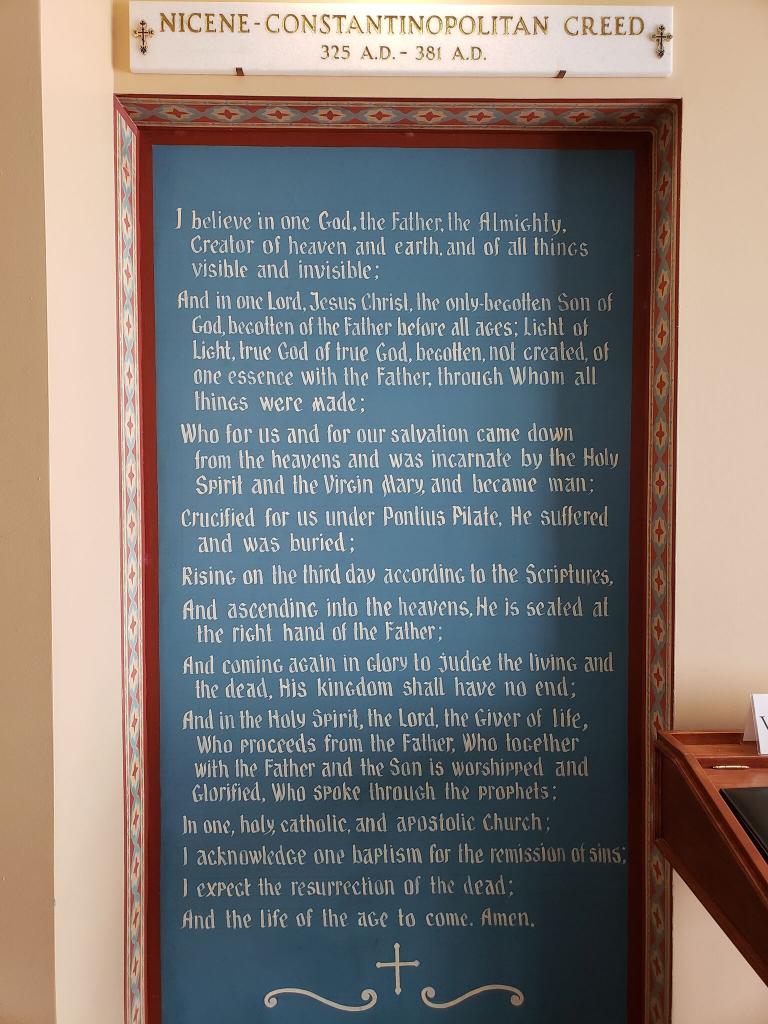 NICENE-CONSTANTINOPOLITAN CREED
325 A.D. - 381 A.D.
I believe in one God, the Father, the Almighty,
Creator of heaven and earth, and of all things
visible and invisible;
And in one Lord, Jesus Christ, the only-begotten Son of
God, begotten of the Father before all ages; Light of
Light, true God of true God, begotten, not created, of
one essence with the Father, through Whom all
things were made;
Who for us and for our salvation came down
from the heavens and was incarnate by the Holy
Spirit and the Virgin Mary, and became man;
Crucified for us under Pontius Pilate, He suffered
and was buried;
Rising on the third day according to the Scriptures,
And ascending into the heavens, He is seated at
the right hand of the Father;
And coming again in glory to judge the living and
the dead, His kingdom shall have no end;
And in the Holy Spirit, the Lord, the Giver of life,
Who proceeds from the Father, Who together
with the Father and the Son is worshipped and
Glorified, Who spoke through the prophets;
In one, holy, catholic, and apostolic Church;
I acknowledge one baptism for the remission of sins;
I expect the resurrection of the dead;
And the life of the age to come. Amen.